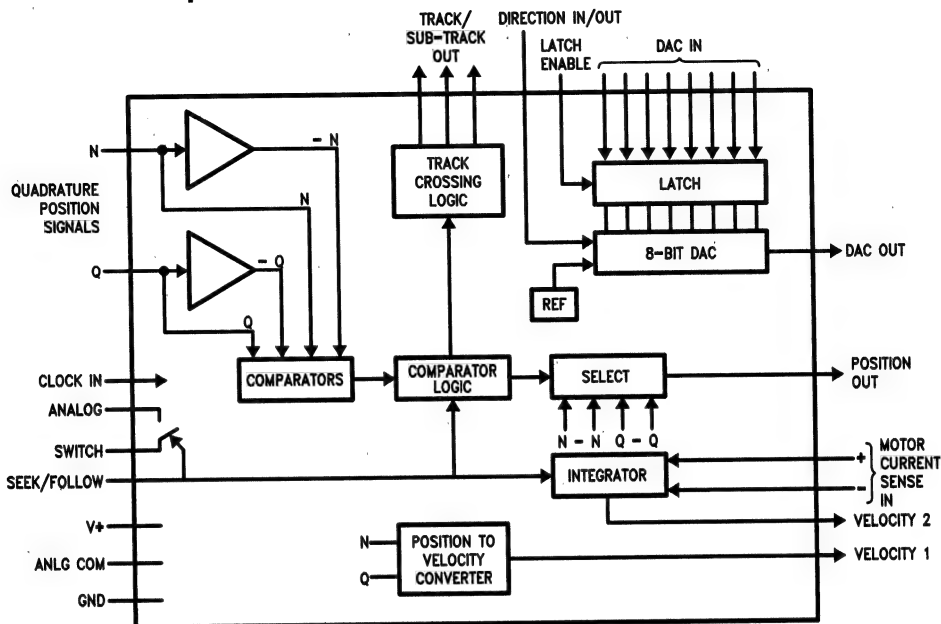 TRACK/
SUB-TRACK
OUT
DIRECTION IN/OUT
LATCH
ENABLE
DAC IN
N
- N
N
QUADRATURE
POSITION
SIGNALS
Q
- Q
Q
TRACK
CROSSING
LOGIC
LATCH
8-BIT DAC
DAC OUT
REF
CLOCK IN
COMPARATORS
COMPARATOR
LOGIC
SELECT
POSITION
OUT
ANALOG
SWITCH
SEEK/FOLLOW
N - N Q - Q
INTEGRATOR
+
-
MOTOR
CURRENT
SENSE
IN
VELOCITY 2
V+
ANLG COM
GND
N
Q
POSITION TO
VELOCITY
CONVERTER
VELOCITY 1